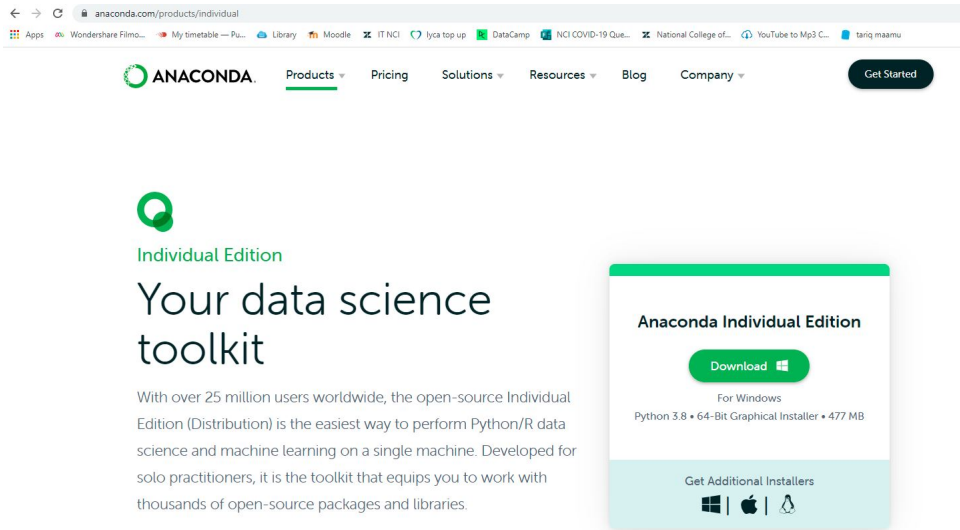 anaconda.com/products/individual
Apps Wondershare Filmo... My timetable — Pu... Library Moodle IT NCI lyca top up DataCamp NCI COVID-19 Que... National College of... YouTube to Mp3 C... tariq maamu
ANACONDA. Products Pricing Solutions Resources Blog Company Get Started
Individual Edition
Your data science
toolkit
With over 25 million users worldwide, the open-source Individual
Edition (Distribution) is the easiest way to perform Python/R data
science and machine learning on a single machine. Developed for
solo practitioners, it is the toolkit that equips you to work with
thousands of open-source packages and libraries.
Anaconda Individual Edition
Download
For Windows
Python 3.8 • 64-Bit Graphical Installer • 477 MB
Get Additional Installers